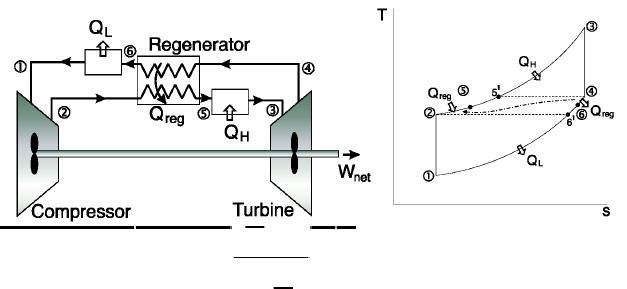 Q_L
①
⑥
Regenerator
④
②
Q_reg
⑤
Q_H
③
W_net
Compressor
Turbine
T
③
Q_H
Q_reg
⑤
5'
④
②
6'
⑥
Q_reg
Q_L
①
s